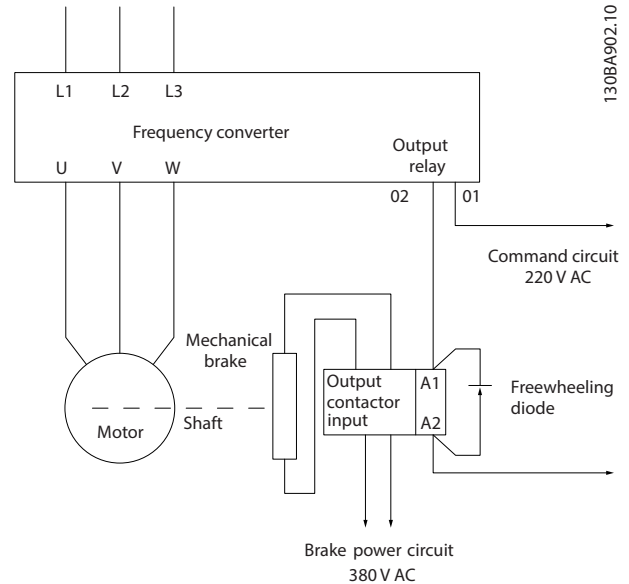 130BA902.10
L1 L2 L3
Frequency converter
Output
relay
U V W
02 01
Command circuit
220 V AC
Mechanical
brake
Output
contactor
input
A1
A2
Freewheeling
diode
Motor
Shaft
Brake power circuit
380 V AC